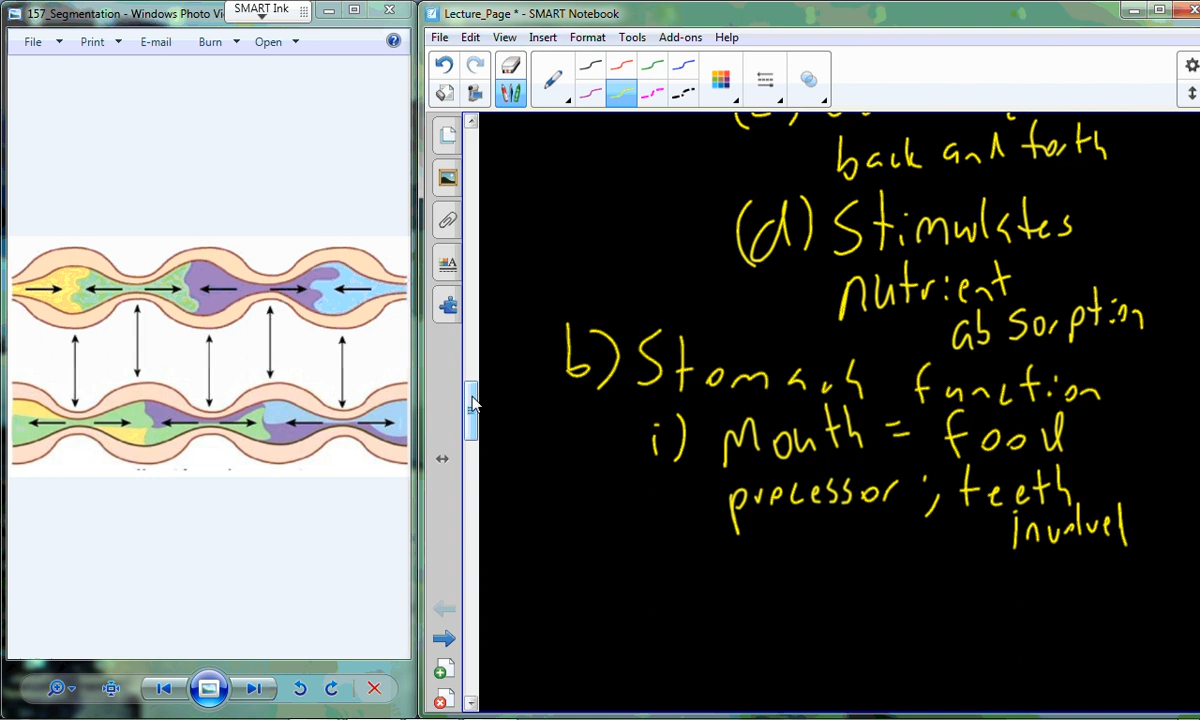 157_Segmentation - Windows Photo Vi
SMART Ink
File Print E-mail Burn Open
Lecture_Page * - SMART Notebook
File Edit View Insert Format Tools Add-ons Help
back and forth
(d) Stimulates
nutrient
absorption
b) Stomach function
i) Mouth = food
processor; teeth
involved